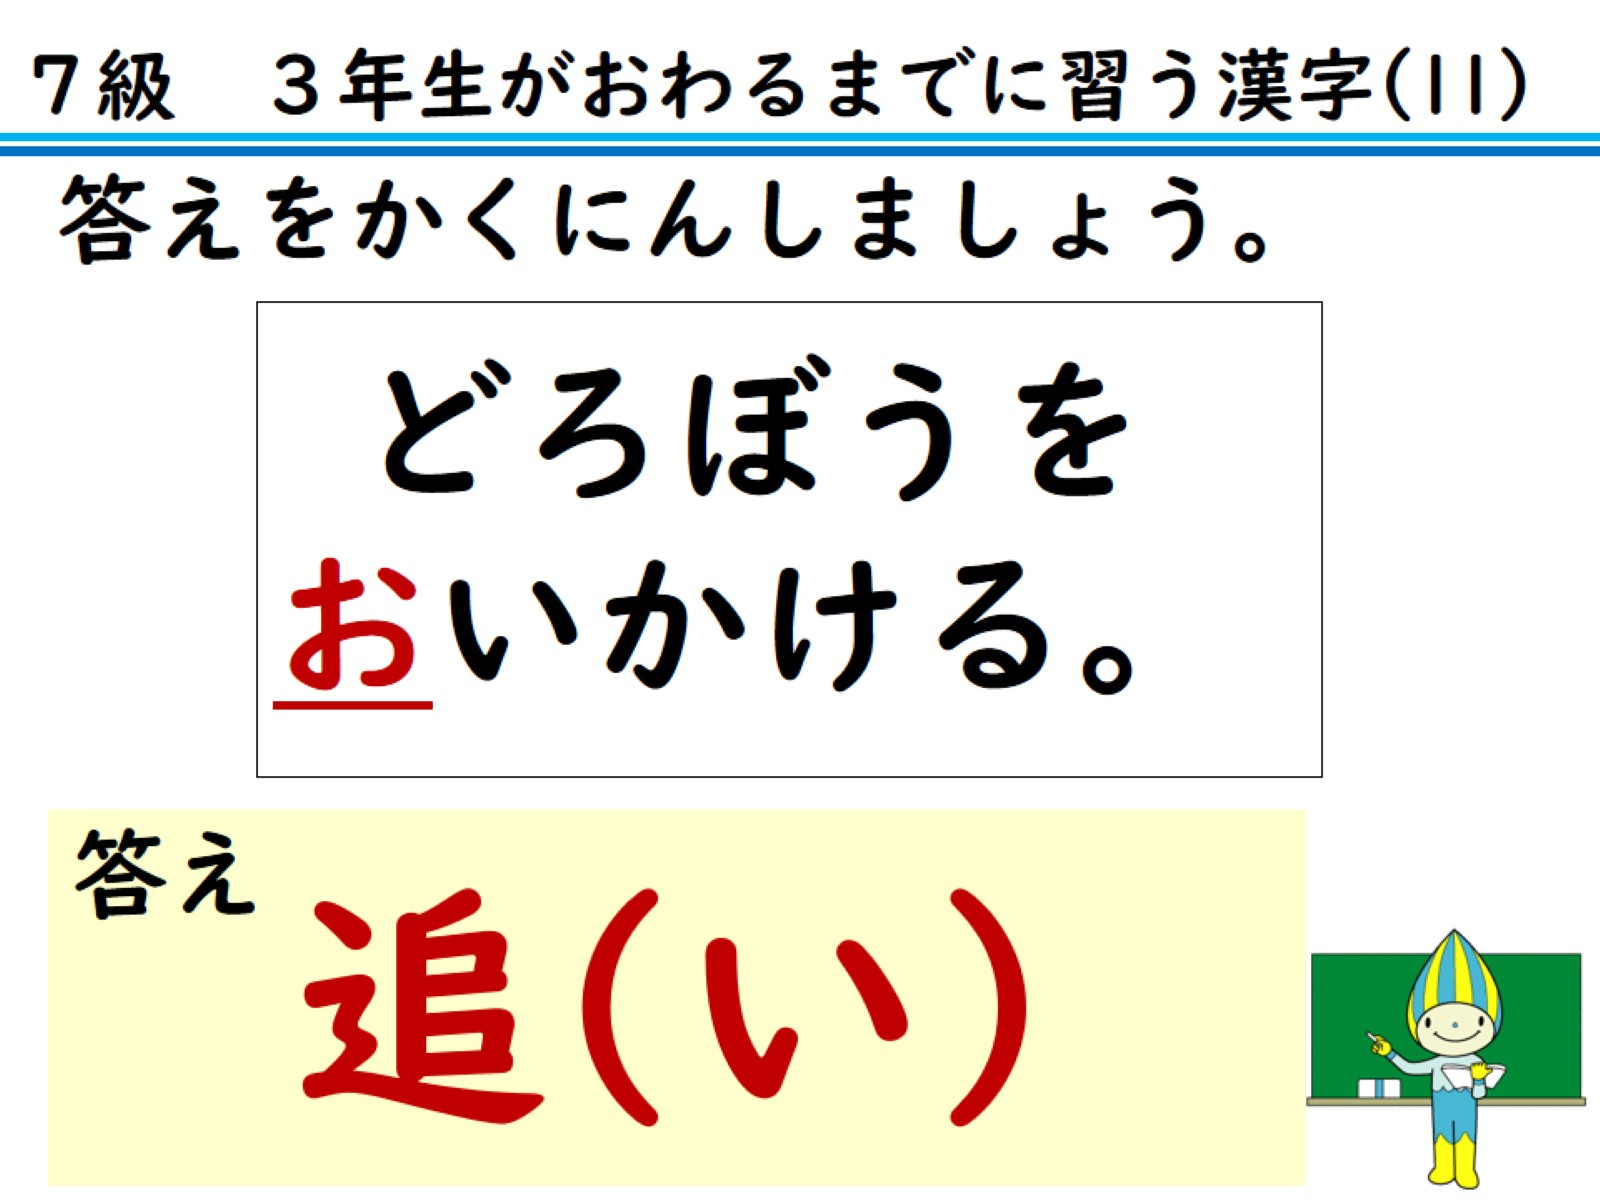 ７級　３年生がおわるまでに習う漢字(11)
答えをかくにんしましょう。
どろぼうを
おいかける。
答え
追(い)